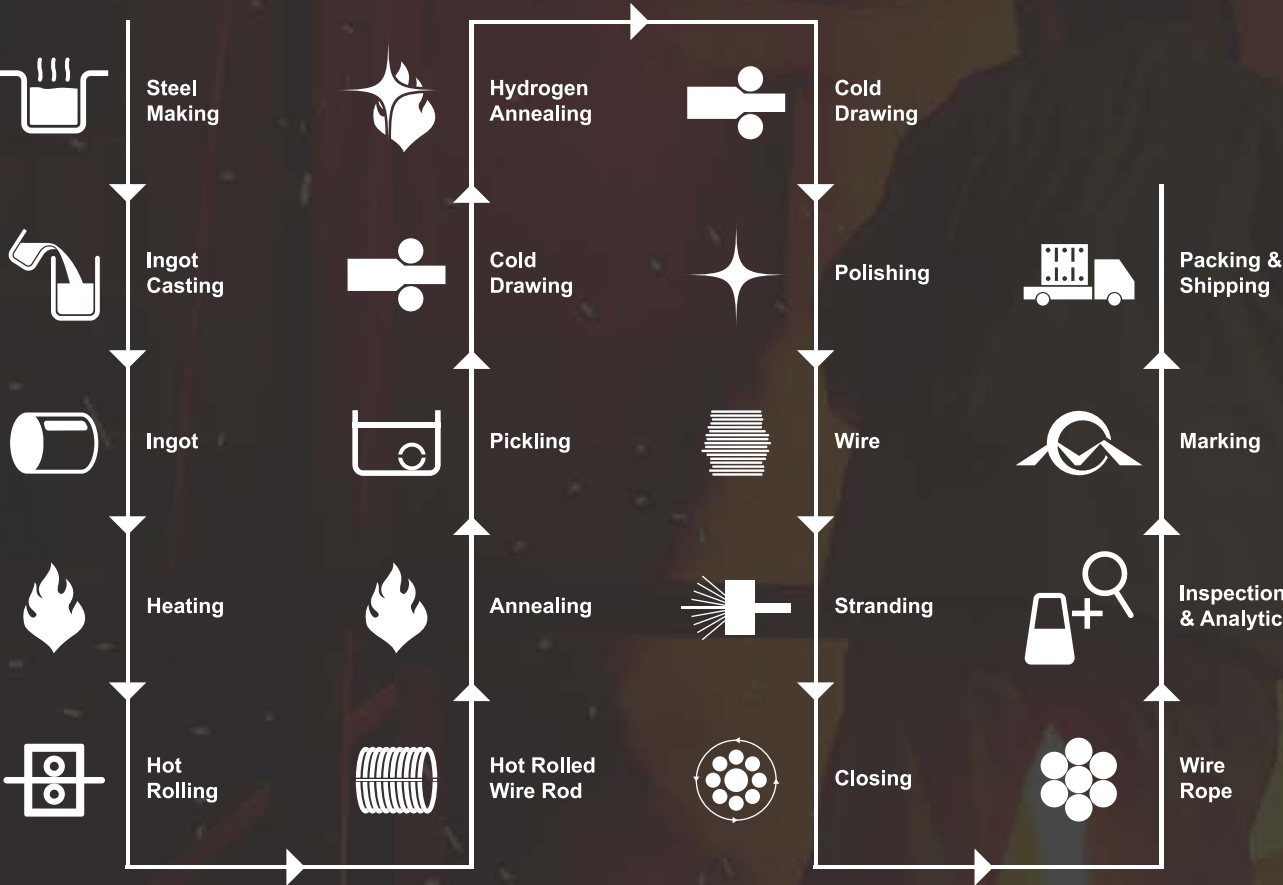 Steel
Making
Ingot
Casting
Ingot
Heating
Hot
Rolling
Hot Rolled
Wire Rod
Annealing
Pickling
Cold
Drawing
Hydrogen
Annealing
Cold
Drawing
Polishing
Wire
Stranding
Closing
Wire
Rope
Inspection
& Analytic
Marking
Packing &
Shipping